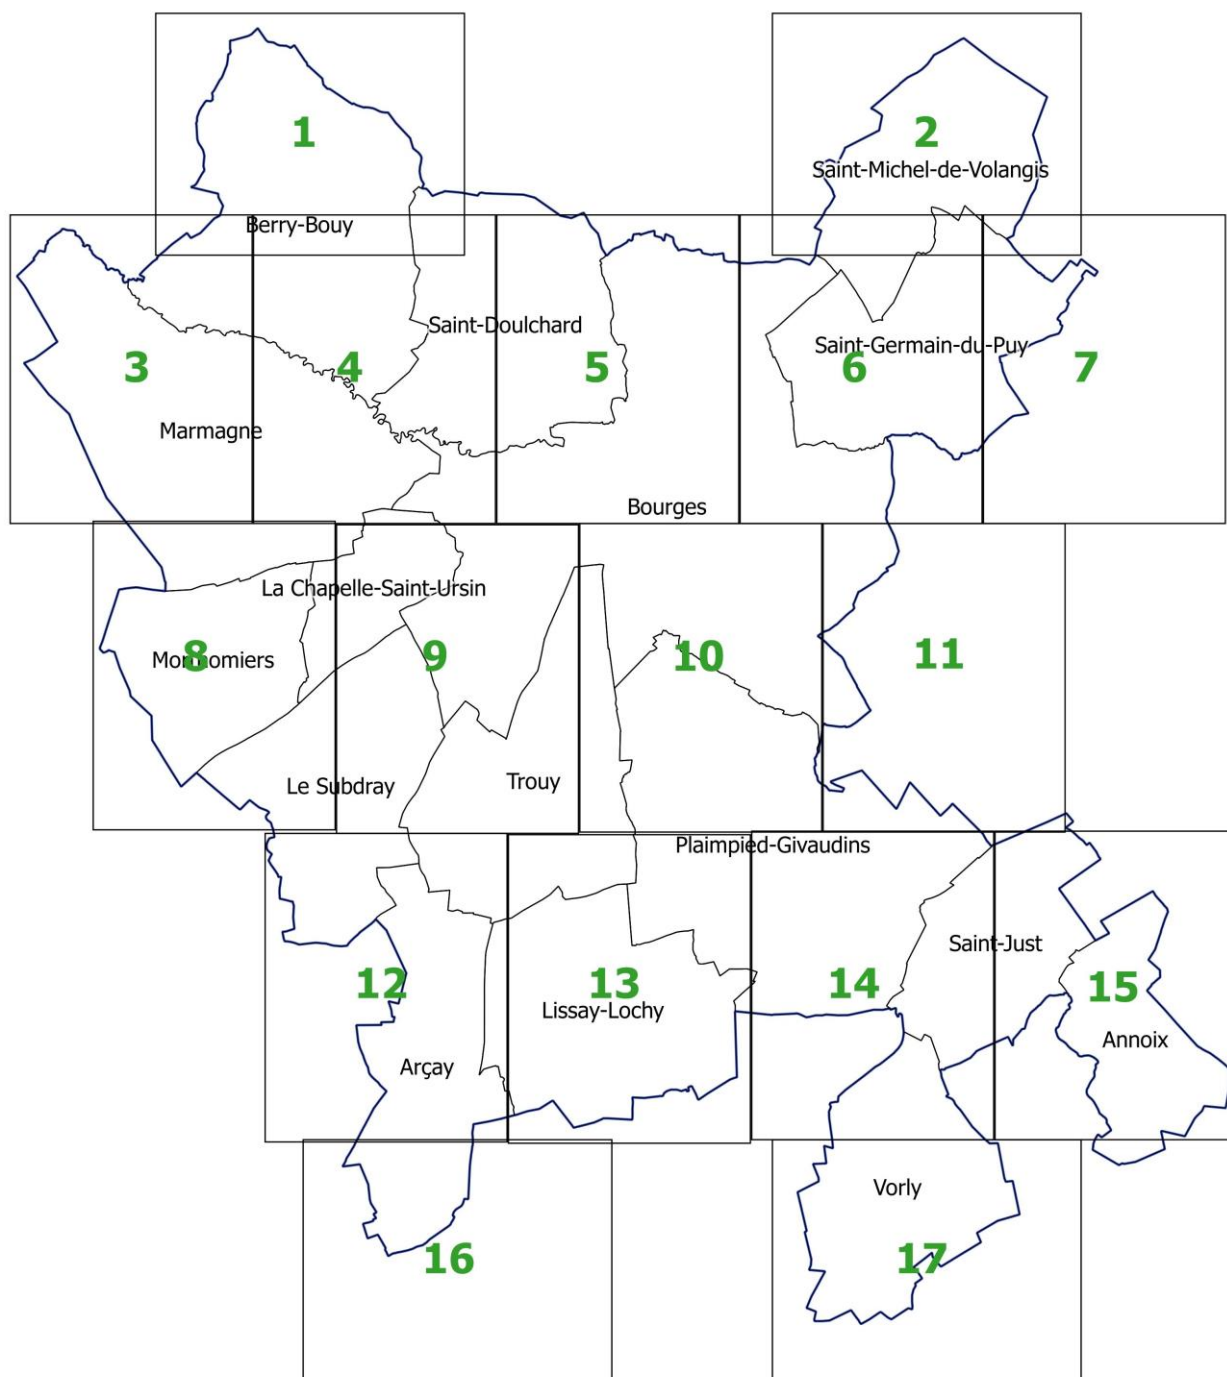 1
2
Saint-Michel-de-Volangis
Berry-Bouy
Saint-Doulchard
Saint-Germain-du-Puy
3
4
5
6
7
Marmagne
Bourges
La Chapelle-Saint-Ursin
8
Morthomiers
9
10
11
Le Subdray
Trouy
Plaimpied-Givaudins
Saint-Just
12
13
14
15
Lissay-Lochy
Arçay
Annoix
Vorly
16
17